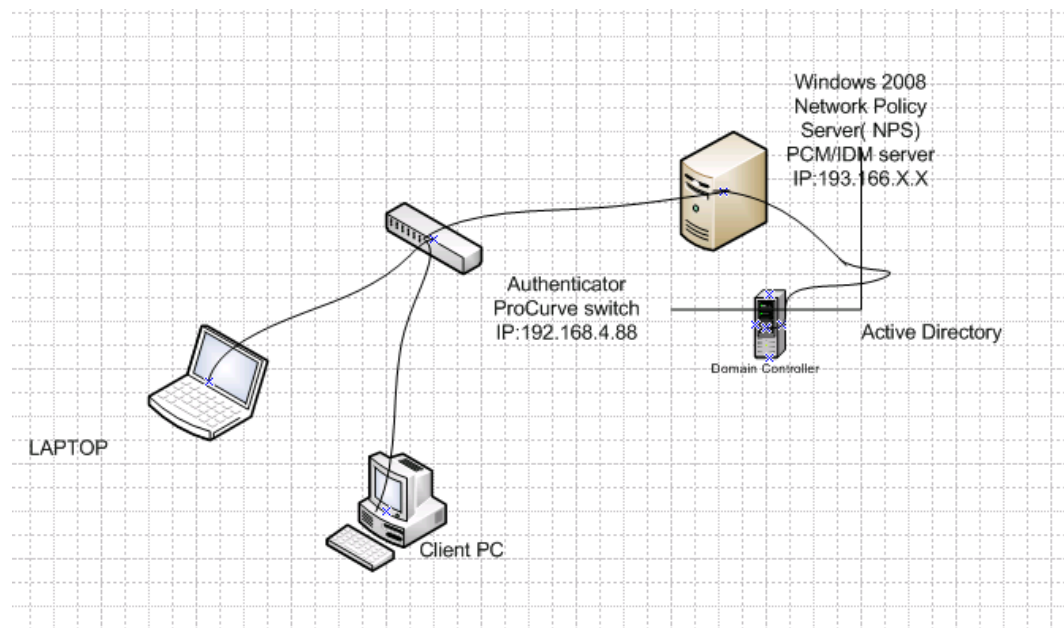 Windows 2008
Network Policy
Server( NPS)
PCM/IDM server
IP:193.166.X.X
Authenticator
ProCurve switch
IP:192.168.4.88
Active Directory
Domain Controller
LAPTOP
Client PC